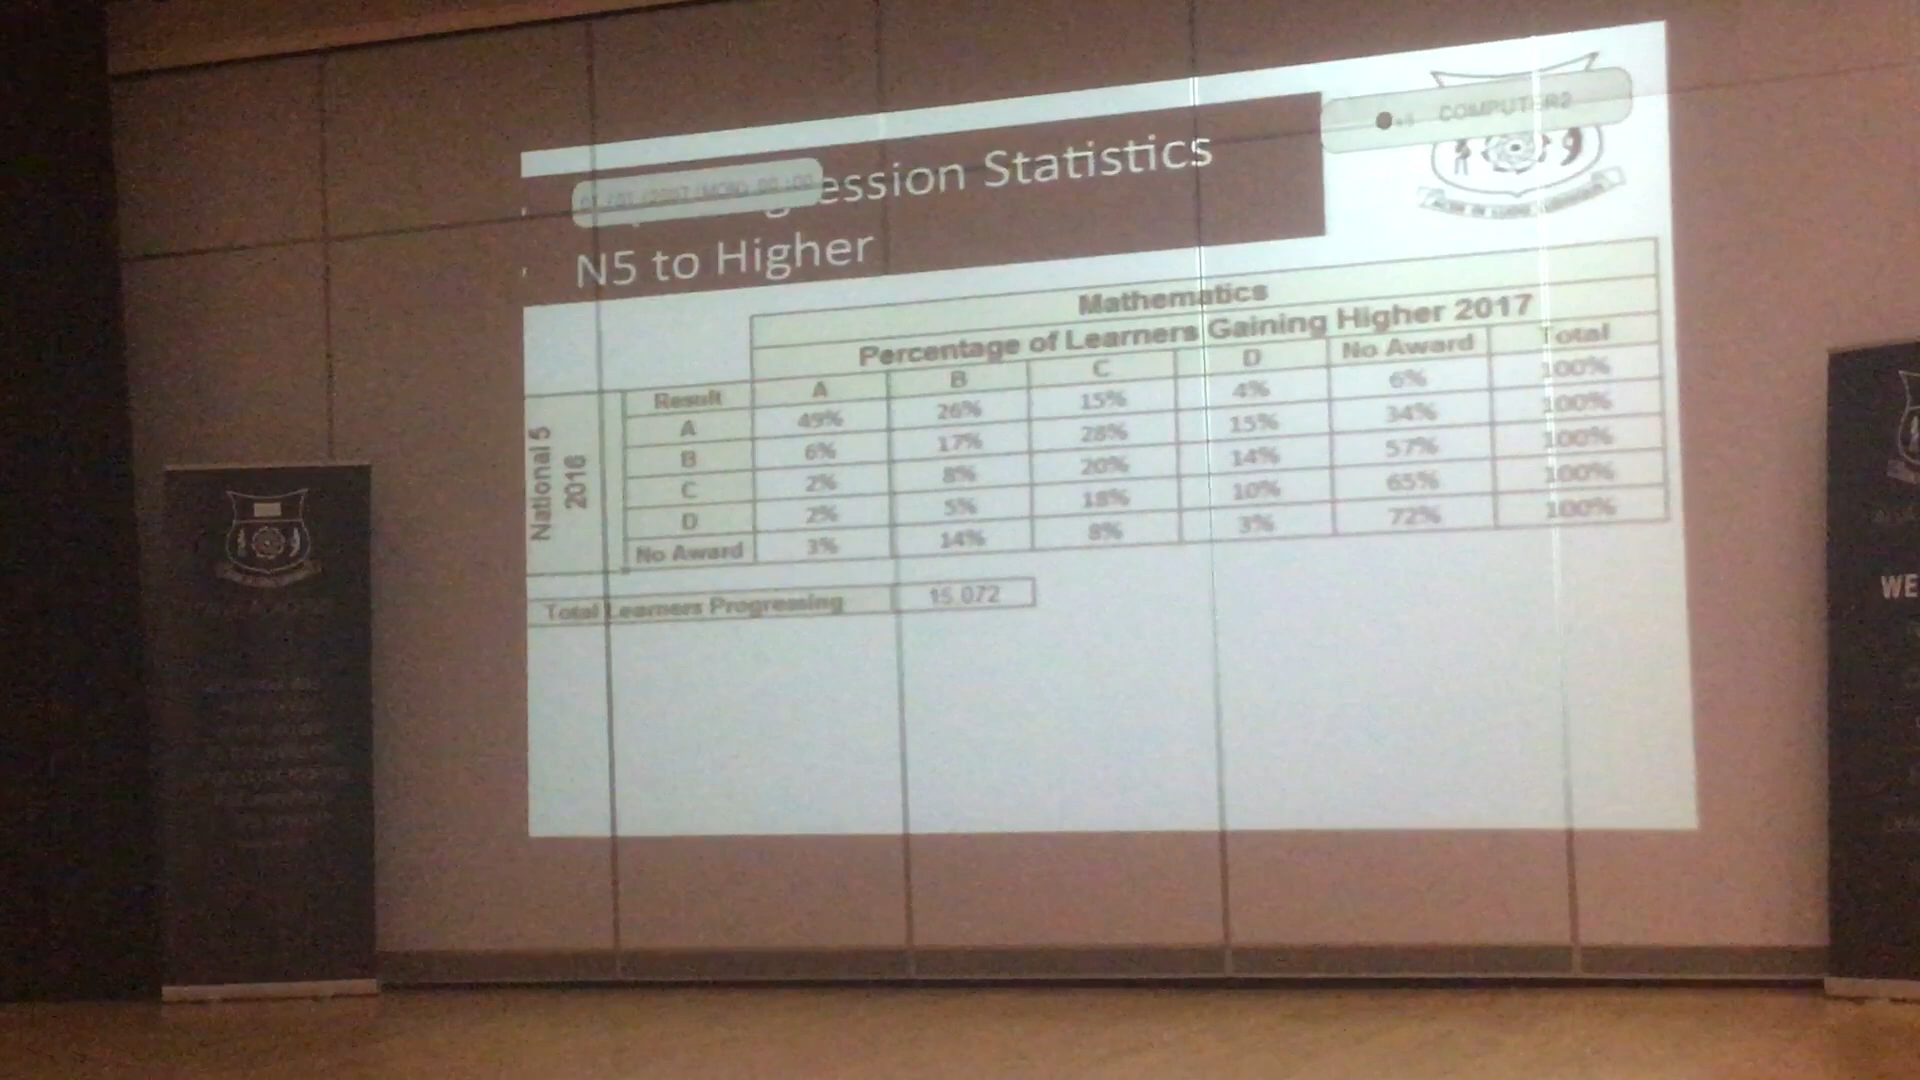 COMPUTER2
ession Statistics
N5 to Higher
Mathematics
Percentage of Learners Gaining Higher 2017
Result A B C D No Award Total
National 5
2016
A 49% 26% 15% 4% 6% 100%
B 6% 17% 28% 15% 34% 100%
C 2% 8% 20% 14% 57% 100%
D 2% 5% 18% 10% 65% 100%
No Award 3% 14% 8% 3% 72% 100%
Total Learners Progressing 15 072
WE